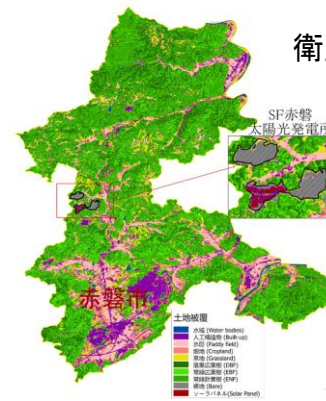 衛
SF赤磐
太陽光発電所
赤磐市
土地被覆
水域 (Water bodies)
人工構造物 (Built-up)
水田 (Paddy field)
畑地 (Cropland)
草地 (Grassland)
落葉広葉樹 (DBF)
常緑広葉樹 (EBF)
常緑針葉樹 (ENF)
裸地 (Bare)
ソーラパネル(Solar Panel)